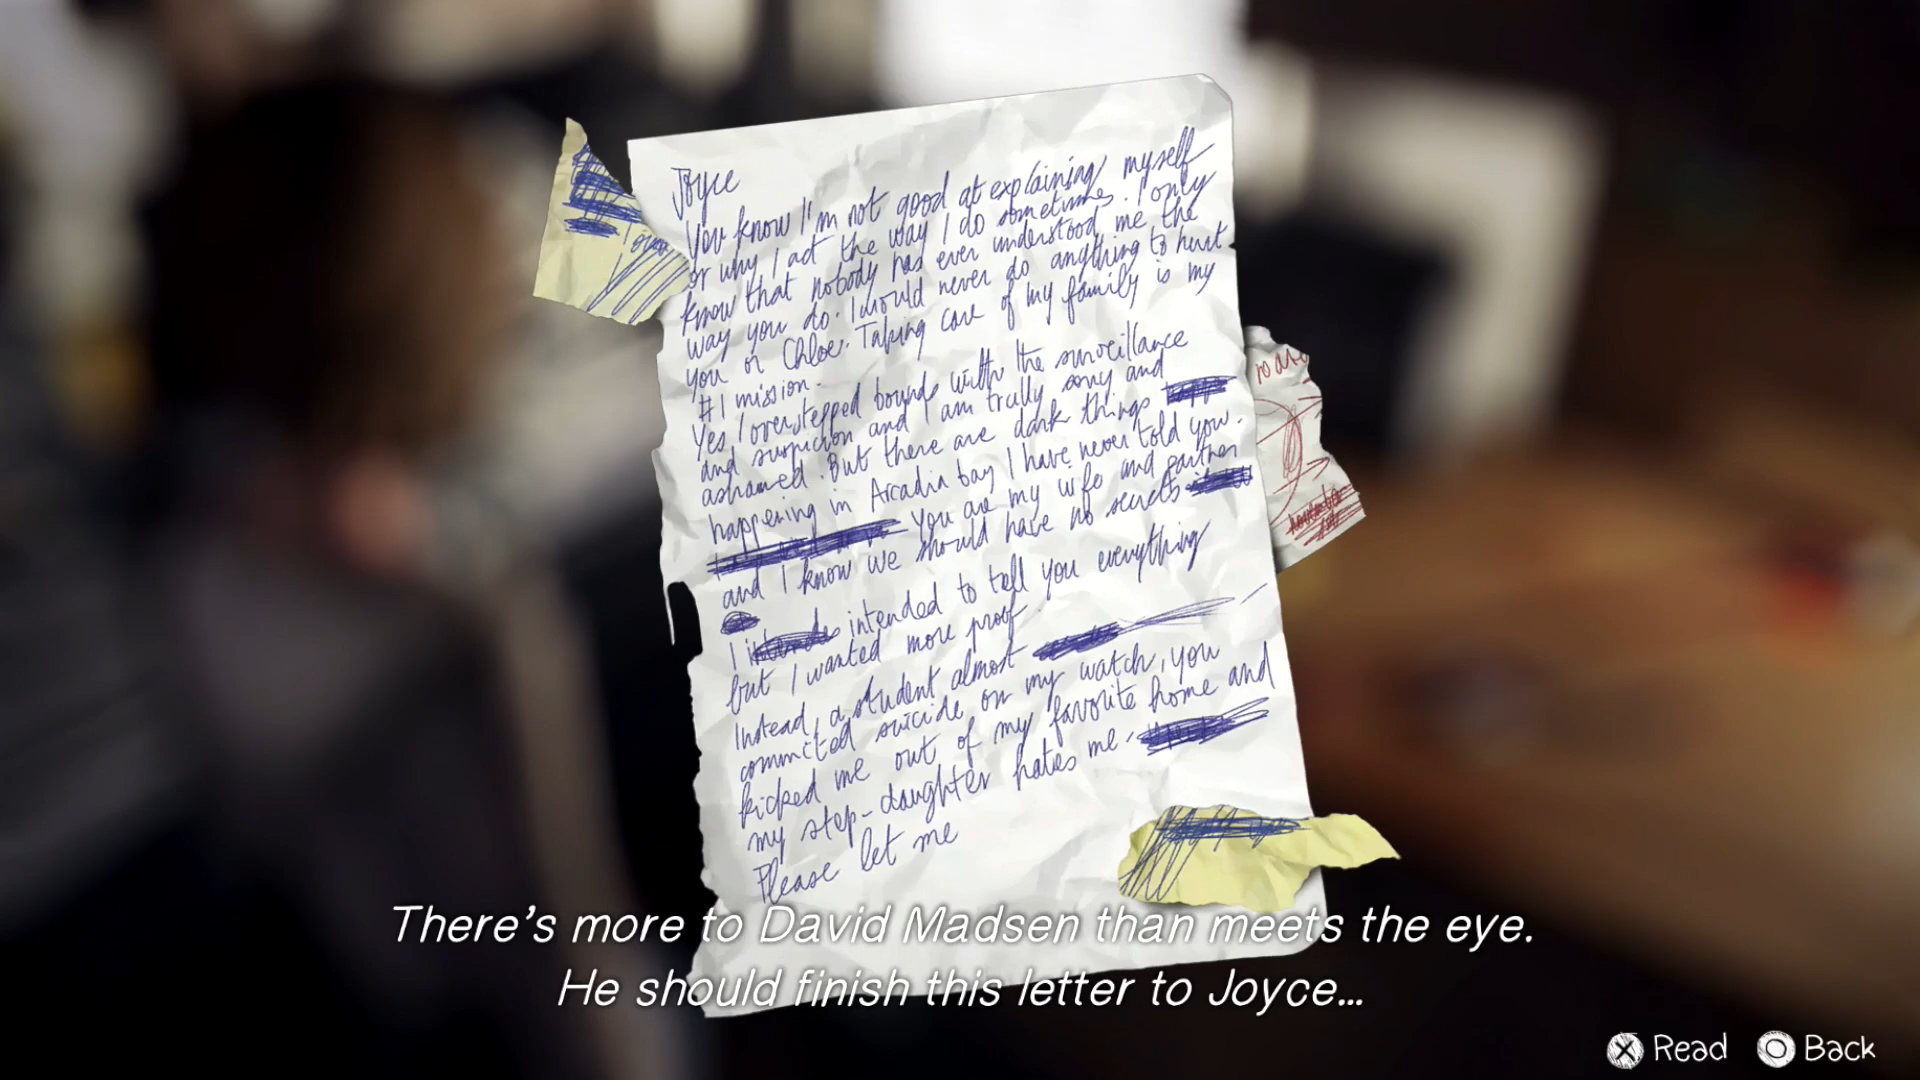 Joyce
You know I'm not good at explaining myself
or why I act the way I do sometimes. I only
know that nobody has ever understood me the
way you do. I would never do anything to hurt
you or Chloe. Taking care of my family is my
#1 mission.
Yes I overstepped bounds with the surveillance
and suspicion and I am trully sorry and
ashamed. But there are dark things
happening in Arcadia bay I have never told you.
You are my wife and partner
and I know we should have no secrets
I intended to tell you everything
but I wanted more proof.
Instead, a student almost
committed suicide on my watch, you
kicked me out of my favorite home and
my step-daughter hates me.
Please let me
There's more to David Madsen than meets the eye.
He should finish this letter to Joyce...
Read
Back